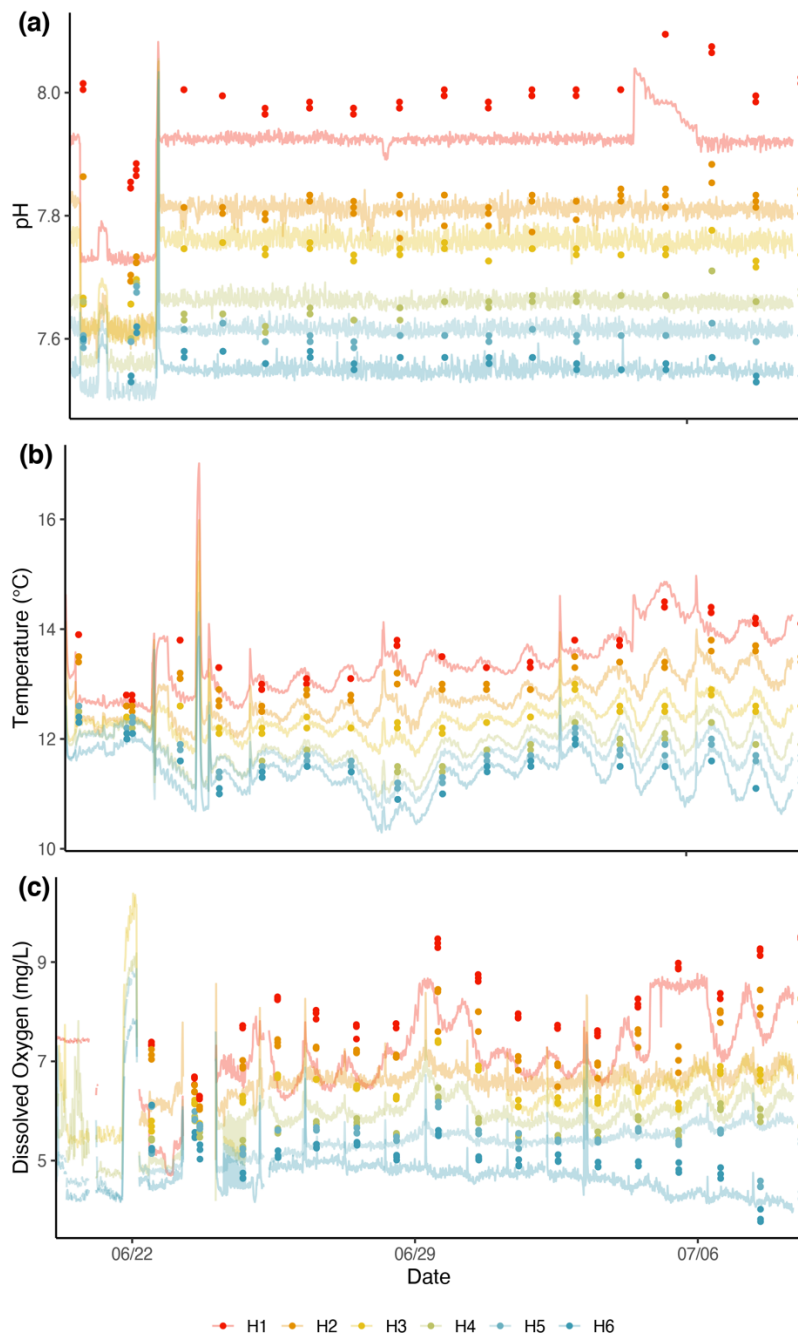 (a)
8.0
7.8
7.6
pH
(b)
16
14
12
10
Temperature (°C)
(c)
9
7
5
Dissolved Oxygen (mg/L)
06/22 06/29 07/06
Date
H1 H2 H3 H4 H5 H6